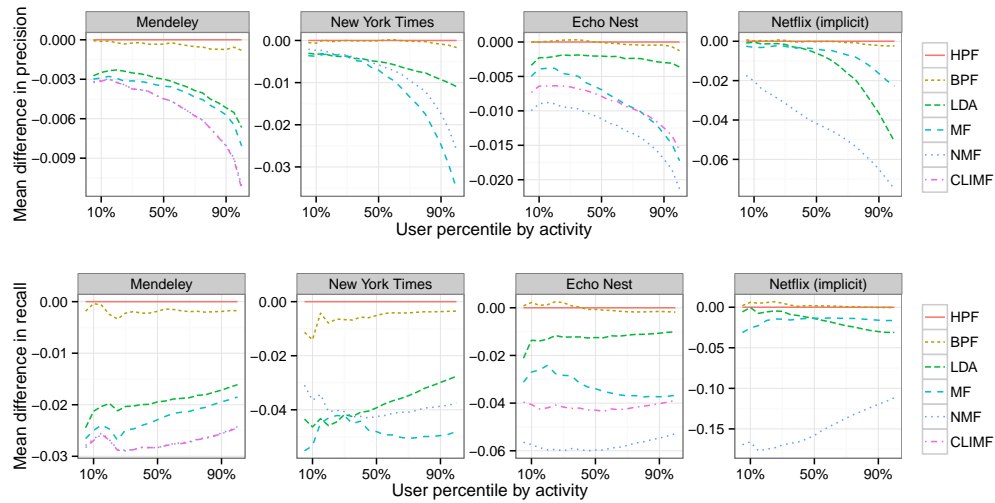 Mendeley New York Times Echo Nest Netflix (implicit)
Mean difference in precision
0.000
−0.003
−0.006
−0.009
0.00
−0.01
−0.02
−0.03
0.000
−0.005
−0.010
−0.015
−0.020
0.00
−0.02
−0.04
−0.06
10% 50% 90% 10% 50% 90% 10% 50% 90% 10% 50% 90%
User percentile by activity
HPF
BPF
LDA
MF
NMF
CLIMF
Mendeley New York Times Echo Nest Netflix (implicit)
Mean difference in recall
0.00
−0.01
−0.02
−0.03
0.00
−0.02
−0.04
0.00
−0.02
−0.04
−0.06
0.00
−0.05
−0.10
−0.15
10% 50% 90% 10% 50% 90% 10% 50% 90% 10% 50% 90%
User percentile by activity
HPF
BPF
LDA
MF
NMF
CLIMF